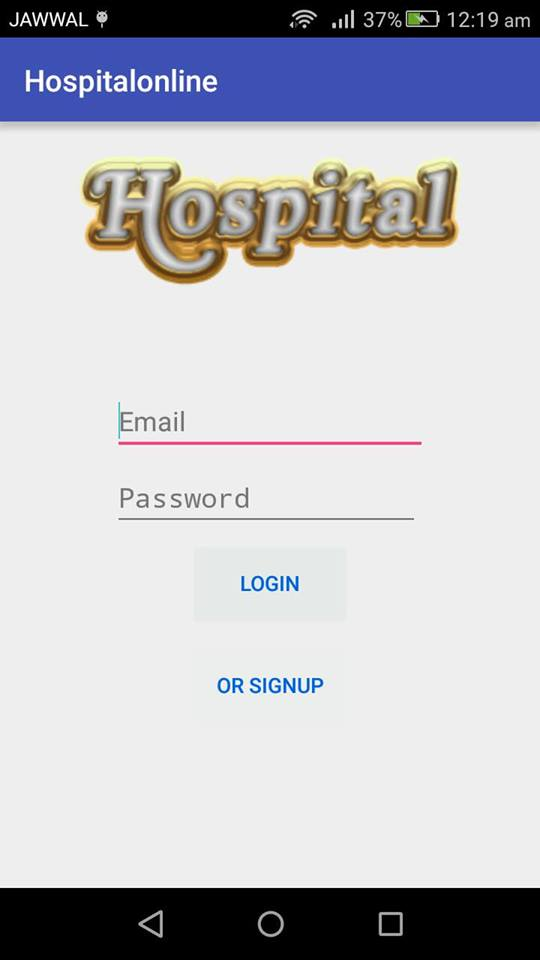 JAWWAL 37% 12:19 am
Hospitalonline
Hospital
Email
Password
LOGIN
OR SIGNUP